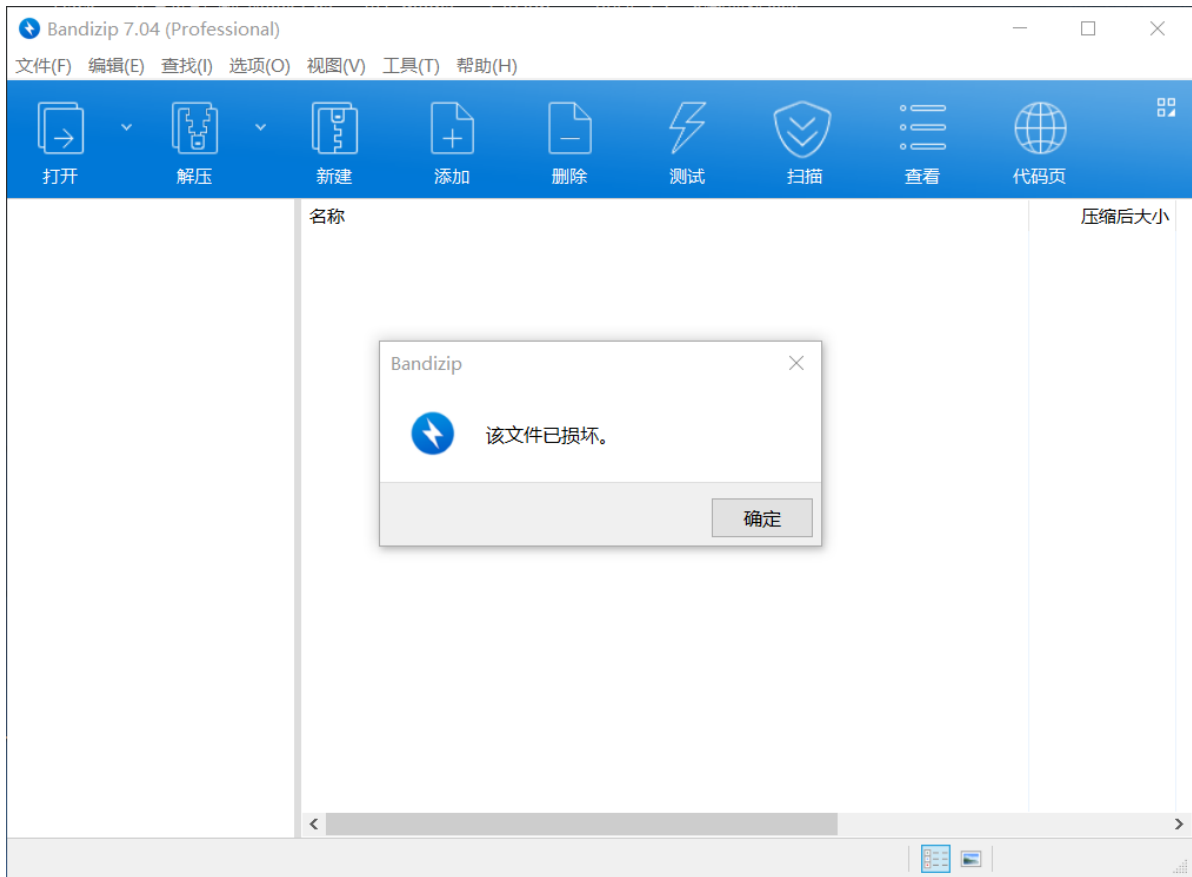 Bandizip 7.04 (Professional)
文件(F) 编辑(E) 查找(I) 选项(O) 视图(V) 工具(T) 帮助(H)
打开 解压 新建 添加 删除 测试 扫描 查看 代码页
名称 压缩后大小
Bandizip
该文件已损坏。
确定